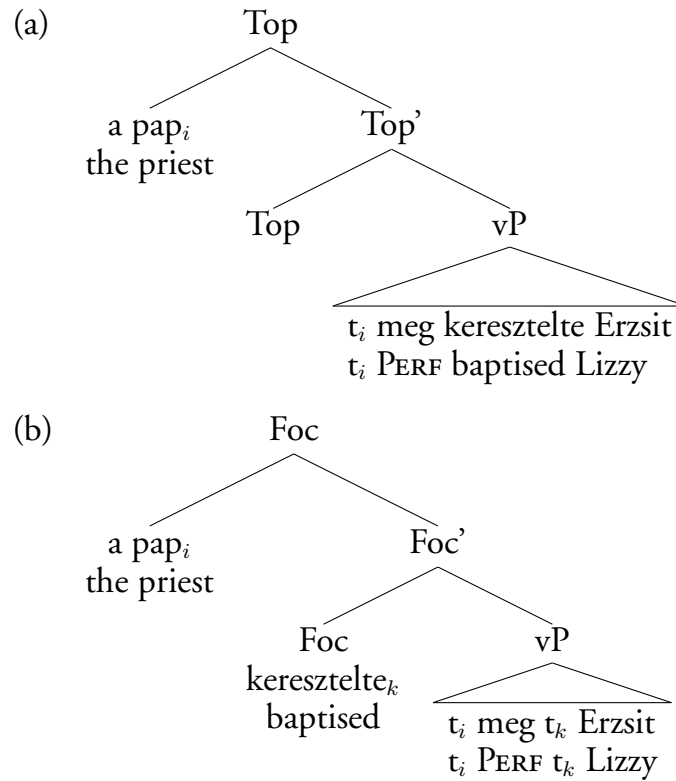 (a)
Top
a pap_i Top’
the priest
Top vP
t_i meg keresztelte Erzsit
t_i PERF baptised Lizzy
(b)
Foc
a pap_i Foc’
the priest
Foc vP
keresztelte_k
baptised
t_i meg t_k Erzsit
t_i PERF t_k Lizzy